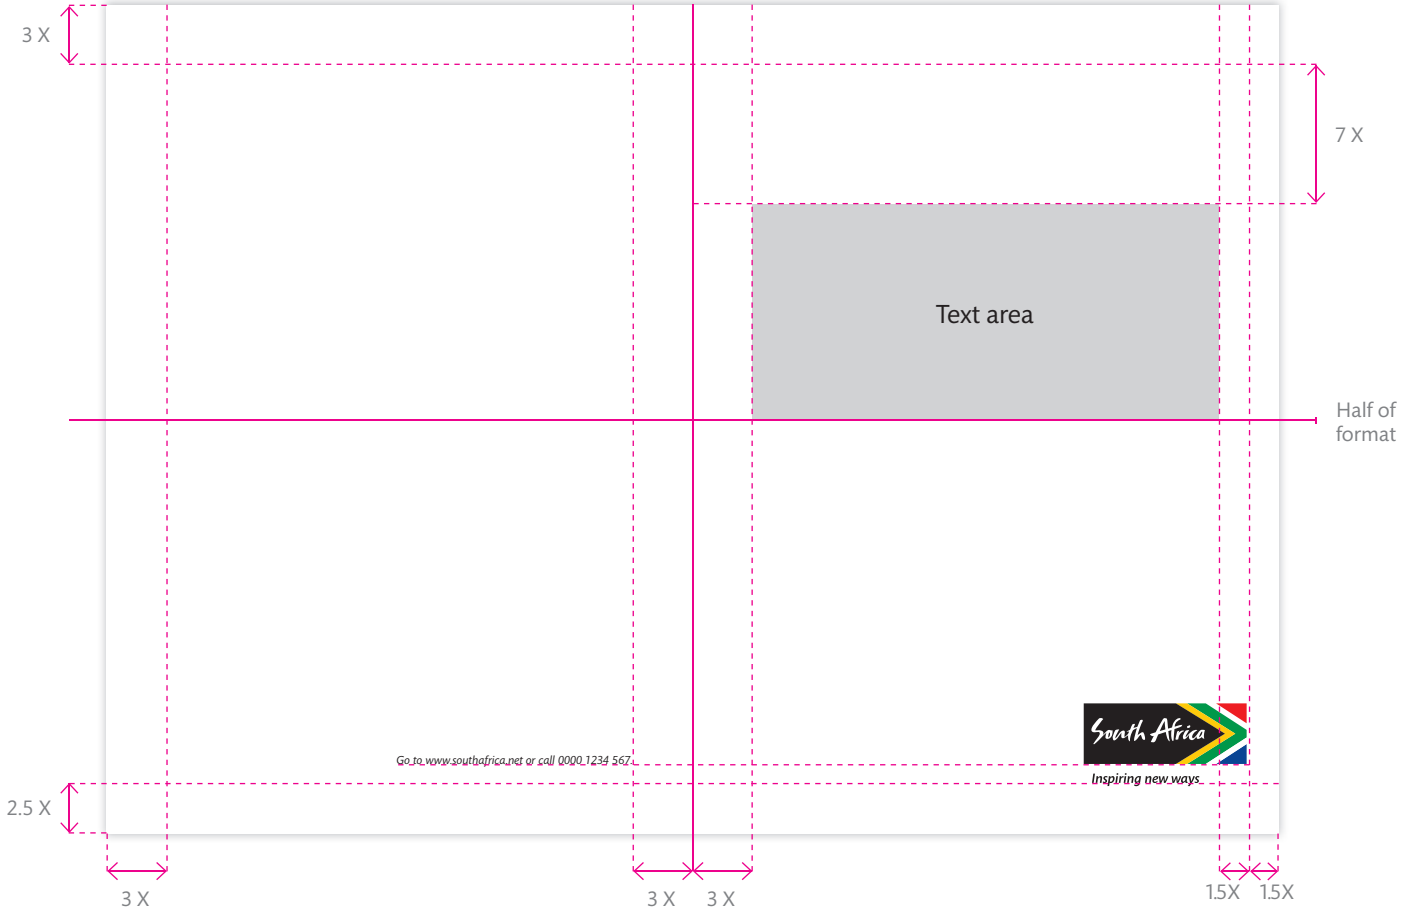 3 X
7 X
Text area
Half of
format
Go to www.southafrica.net or call 0000 1234 567.
South Africa
Inspiring new ways
2.5 X
3 X
3 X
3 X
1.5X
1.5X